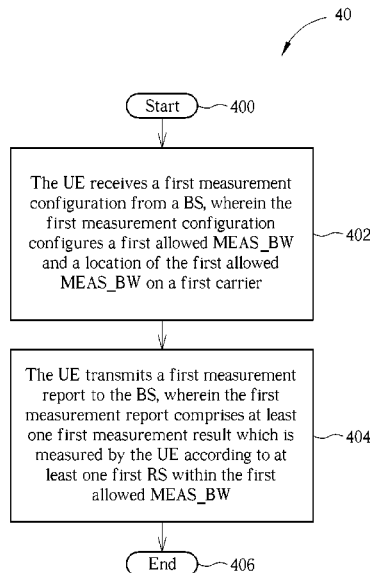 40
Start
400
The UE receives a first measurement
configuration from a BS, wherein the
first measurement configuration
configures a first allowed MEAS_BW
and a location of the first allowed
MEAS_BW on a first carrier
402
The UE transmits a first measurement
report to the BS, wherein the first
measurement report comprises at least
one first measurement result which is
measured by the UE according to at
least one first RS within the first
allowed MEAS_BW
404
End
406